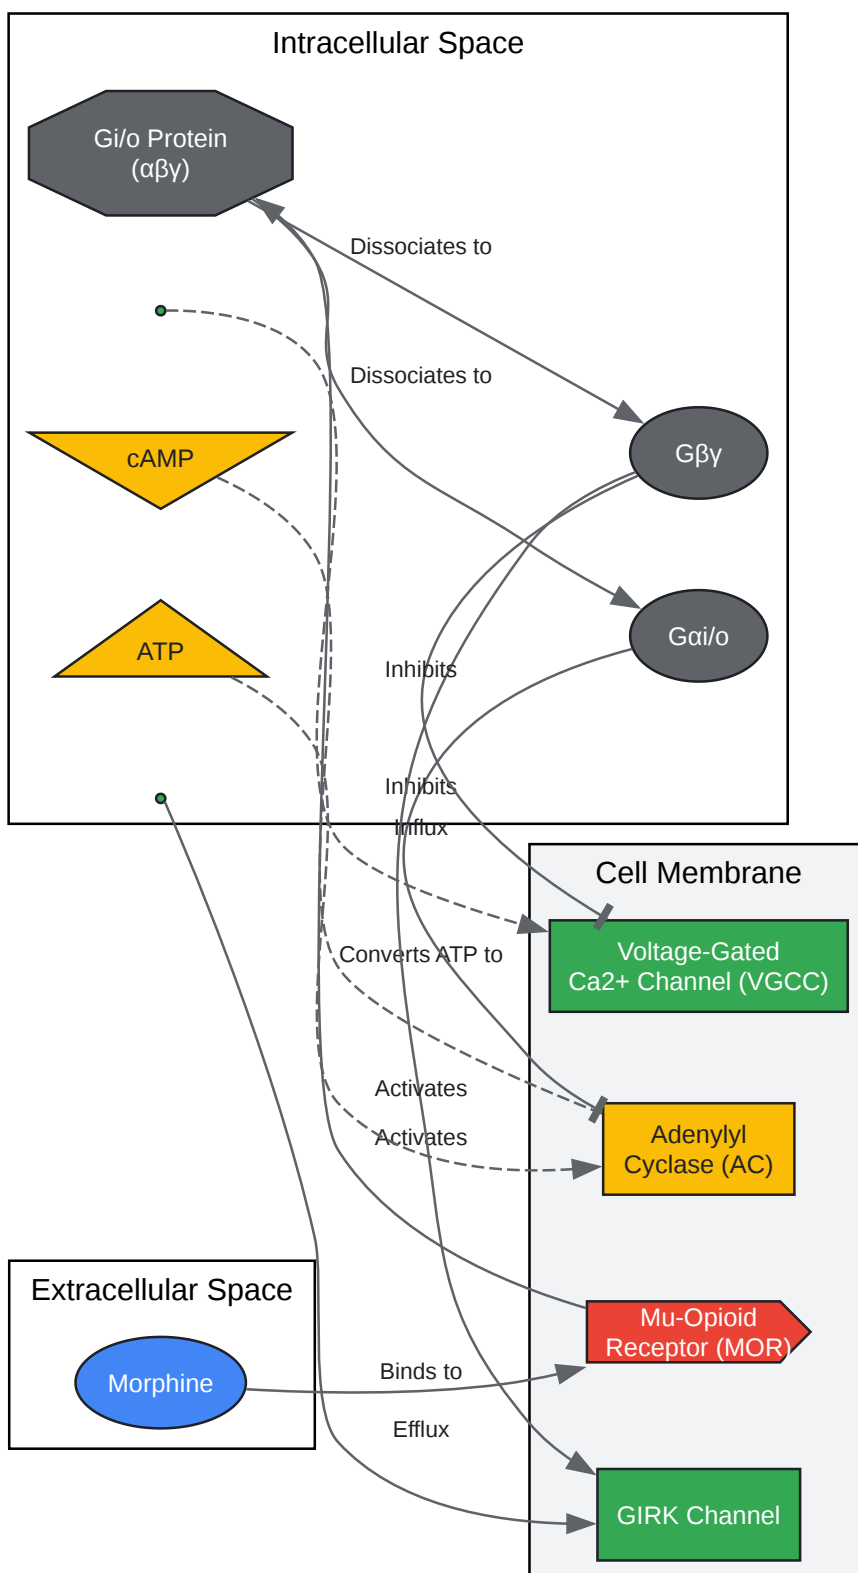 Intracellular Space
Gi/o Protein
(αβγ)
Dissociates to
Dissociates to
cAMP
Gβγ
ATP
Gαi/o
Inhibits
Inhibits
Influx
Cell Membrane
Voltage-Gated
Ca2+ Channel (VGCC)
Converts ATP to
Activates
Activates
Adenylyl
Cyclase (AC)
Extracellular Space
Morphine
Mu-Opioid
Receptor (MOR)
Binds to
Efflux
GIRK Channel